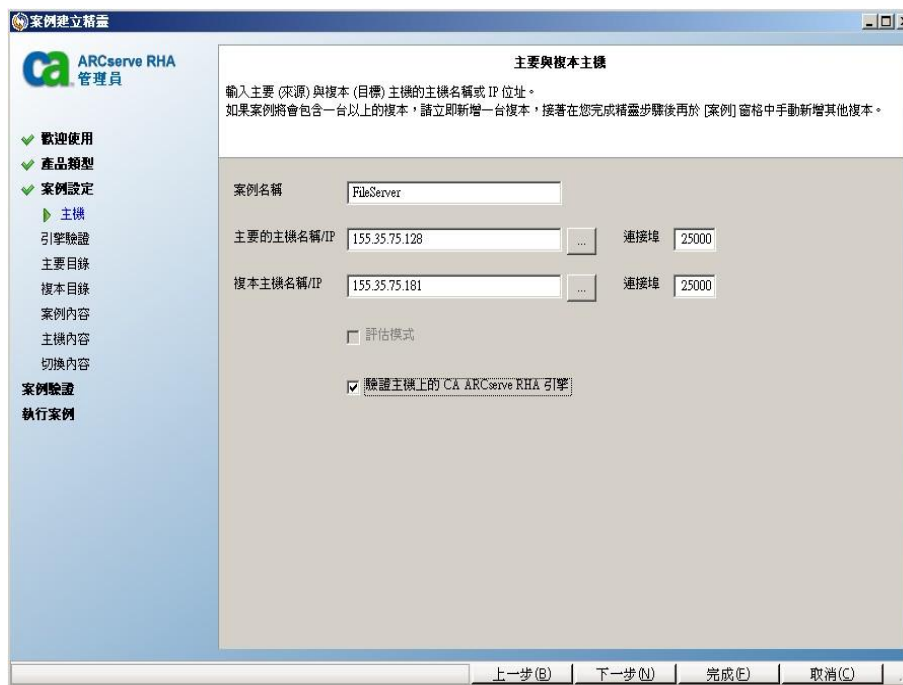 案例建立精靈
ca
ARCserve RHA
管理員
歡迎使用
產品類型
案例設定
主機
引擎驗證
主要目錄
複本目錄
案例內容
主機內容
切換內容
案例驗證
執行案例
主要與複本主機
輸入主要 (來源) 與複本 (目標) 主機的主機名稱或 IP 位址。
如果案例將會包含一台以上的複本，請立即新增一台複本，接著在您完成精靈步驟後再於 [案例] 窗格中手動新增其他複本。
案例名稱 FileServer
主要的主機名稱/IP 155.35.75.128 ... 連接埠 25000
複本主機名稱/IP 155.35.75.181 ... 連接埠 25000
評估模式
驗證主機上的 CA ARCserve RHA 引擎
上一步(B) 下一步(N) 完成(F) 取消(C)